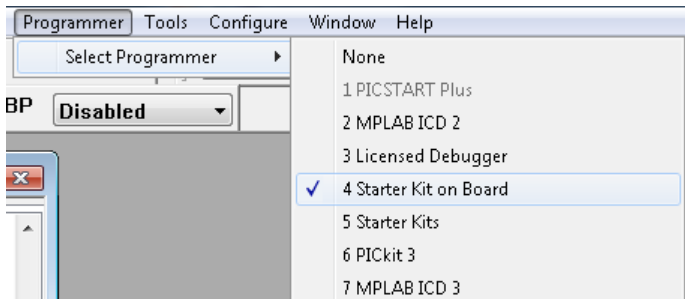 Programmer Tools Configure Window Help
Select Programmer
None
1 PICSTART Plus
BP Disabled
2 MPLAB ICD 2
3 Licensed Debugger
4 Starter Kit on Board
5 Starter Kits
6 PICkit 3
7 MPLAB ICD 3